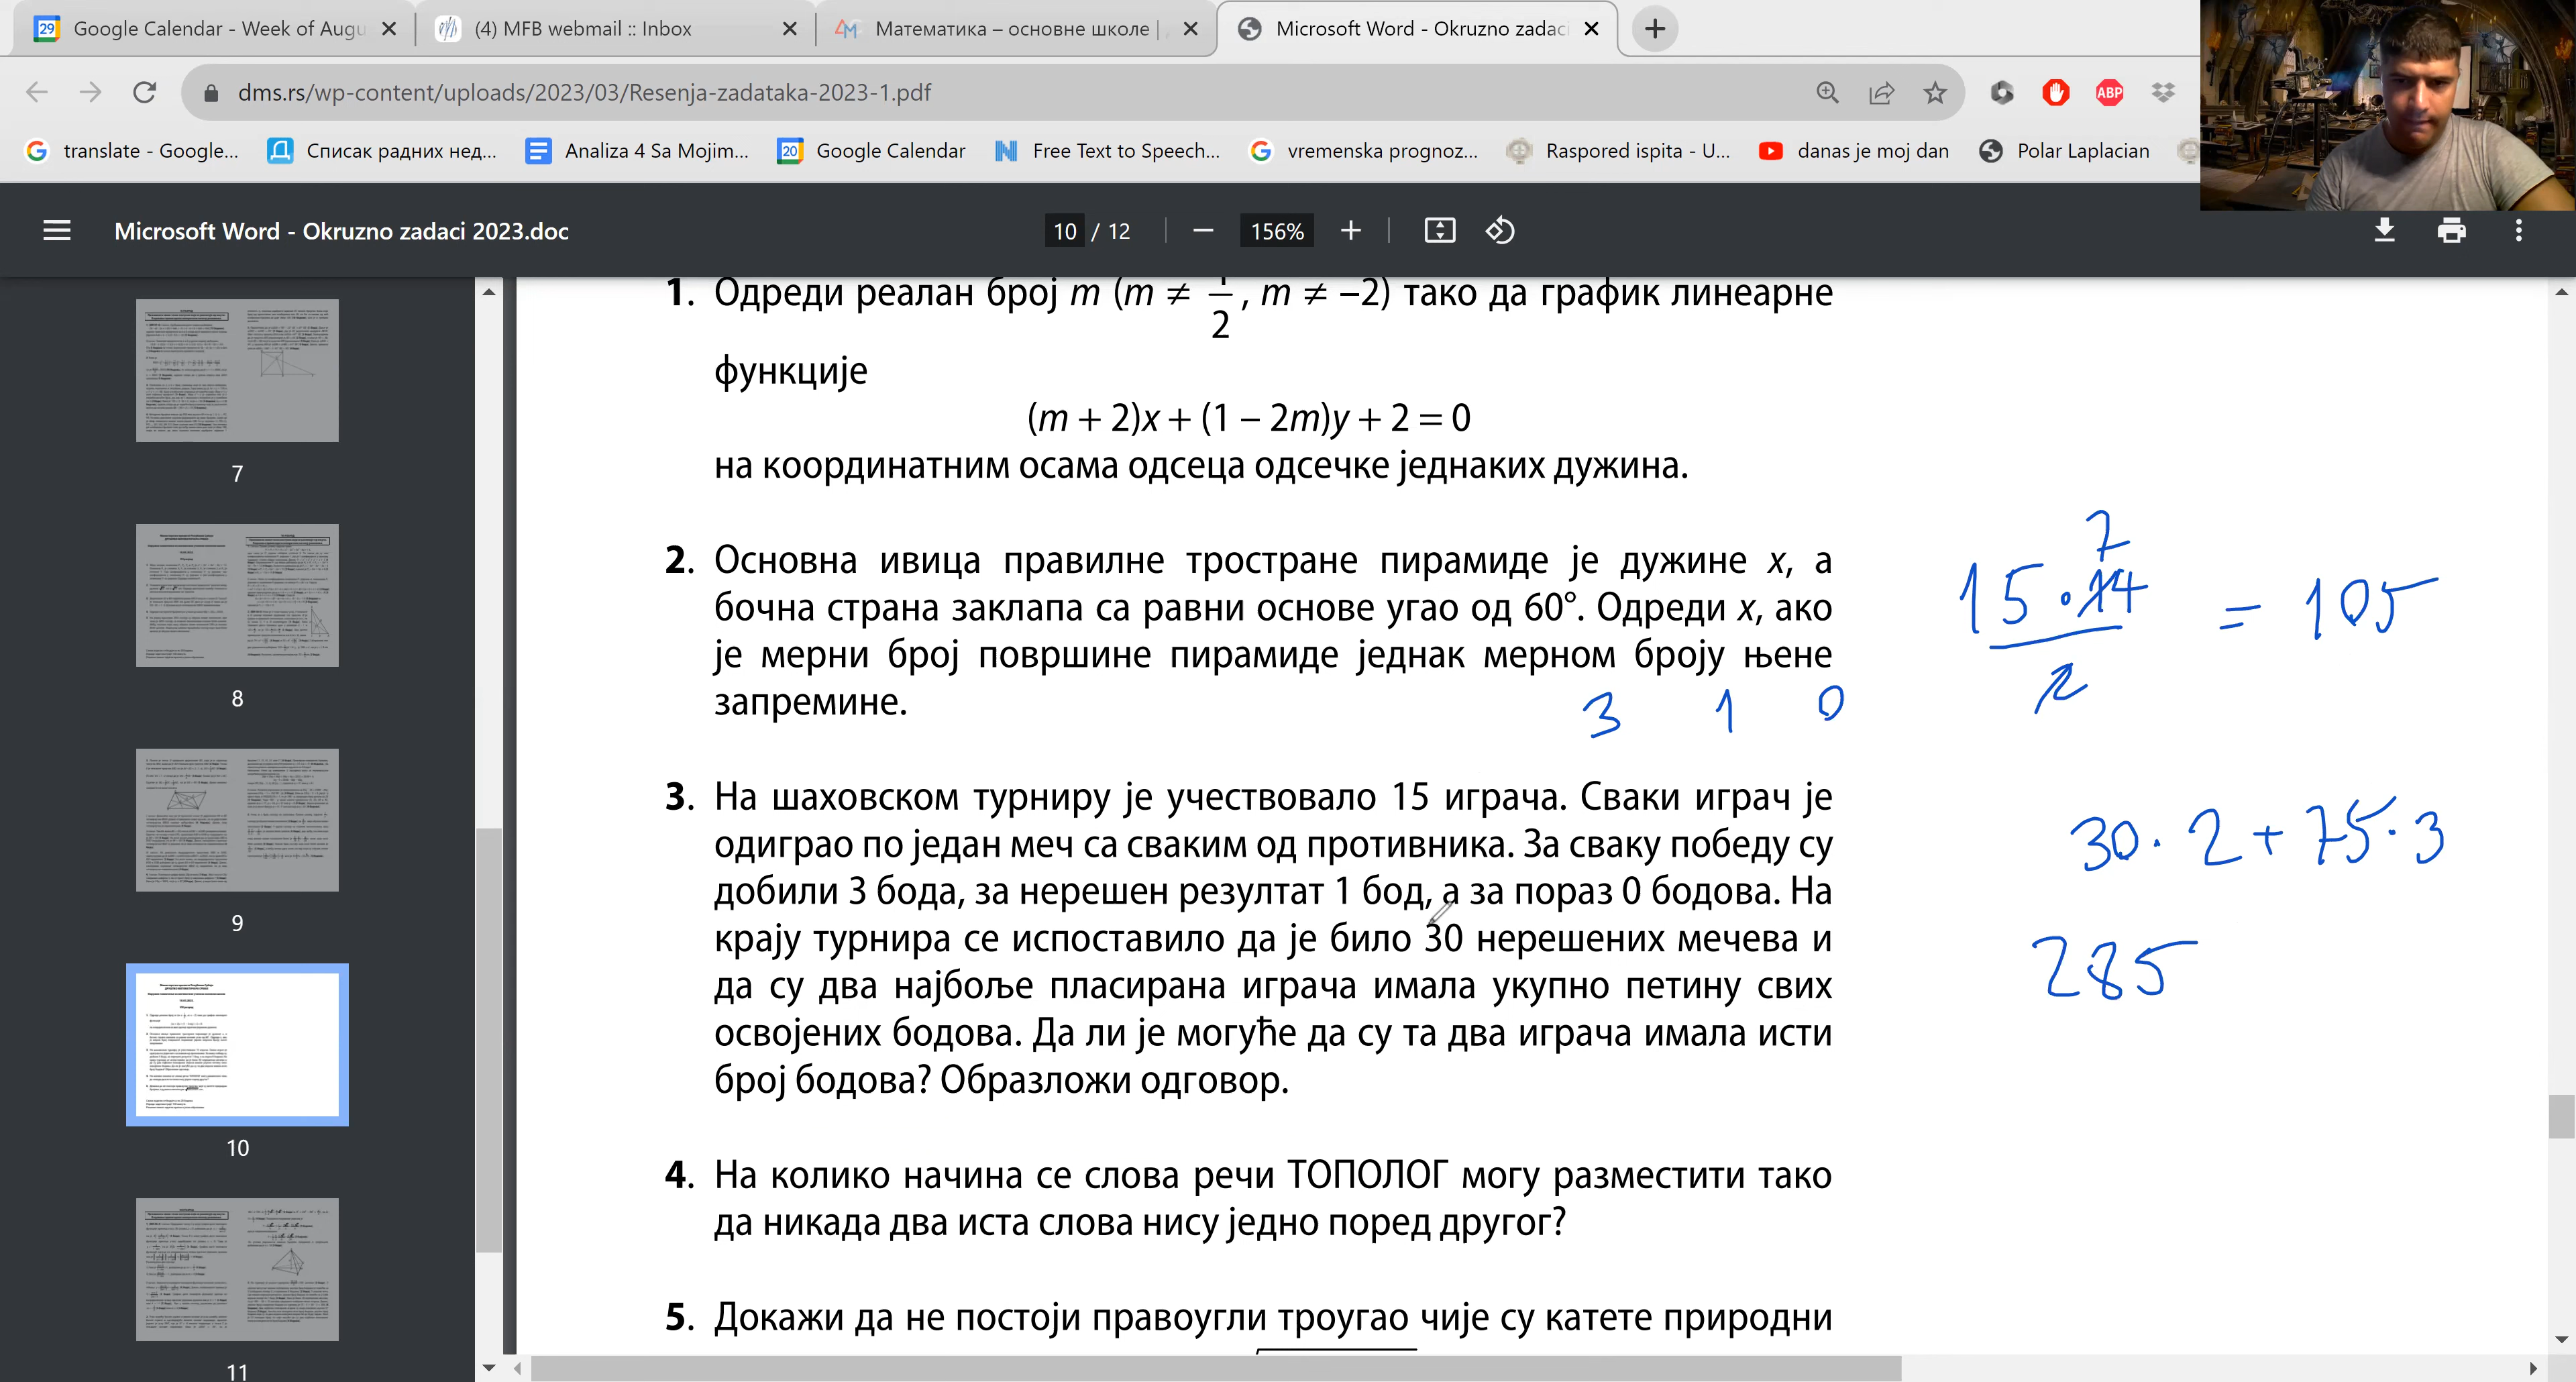 Google Calendar - Week of Augu
(4) MFB webmail :: Inbox
Математика – основне школе |
Microsoft Word - Okruzno zadac
dms.rs/wp-content/uploads/2023/03/Resenja-zadataka-2023-1.pdf
ABP
translate - Google...
Списак радних нед...
Analiza 4 Sa Mojim...
Google Calendar
Free Text to Speech...
vremenska prognoz...
Raspored ispita - U...
danas je moj dan
Polar Laplacian
Microsoft Word - Okruzno zadaci 2023.doc
10 / 12
156%
7
8
9
10
11
1. Одреди реалан број m (m ≠ 1/2, m ≠ –2) тако да график линеарне
функције
(m + 2)x + (1 – 2m)y + 2 = 0
на координатним осама одсеца одсечке једнаких дужина.
2. Основна ивица правилне тростране пирамиде је дужине x, а
бочна страна заклапа са равни основе угао од 60°. Одреди x, ако
је мерни број површине пирамиде једнак мерном броју њене
запремине.
3 1 0
3. На шаховском турниру је учествовало 15 играча. Сваки играч је
одиграо по један меч са сваким од противника. За сваку победу су
добили 3 бода, за нерешен резултат 1 бод, а за пораз 0 бодова. На
крају турнира се испоставило да је било 30 нерешених мечева и
да су два најбоље пласирана играча имала укупно петину свих
освојених бодова. Да ли је могуће да су та два играча имала исти
број бодова? Образложи одговор.
4. На колико начина се слова речи ТОПОЛОГ могу разместити тако
да никада два иста слова нису једно поред другог?
5. Докажи да не постоји правоугли троугао чије су катете природни
7
15 · 14 = 105
2
30 · 2 + 75 · 3
285